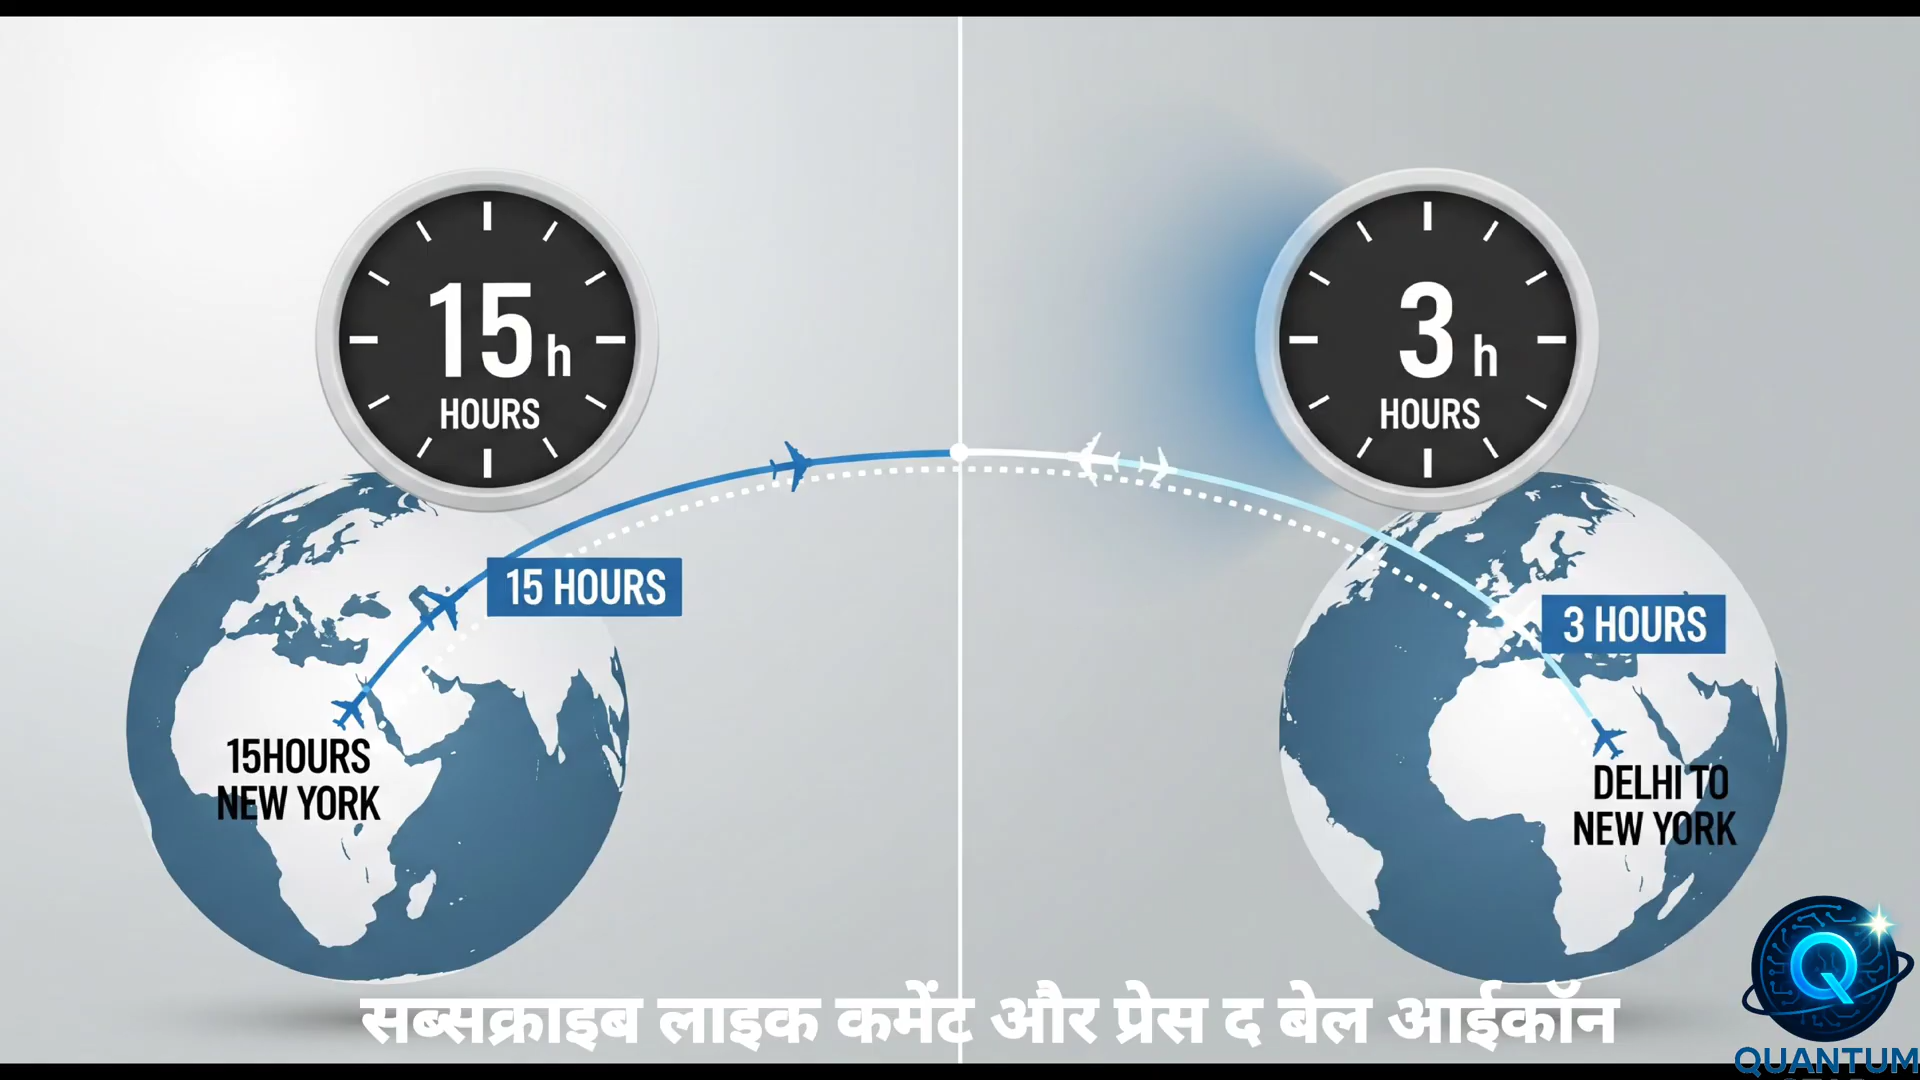 15h
HOURS
3 h
HOURS
15 HOURS
3 HOURS
15HOURS
NEW YORK
DELHI TO
NEW YORK
सब्सक्राइब लाइक कमेंट और प्रेस द बेल आईकॉन
Q
QUANTUM